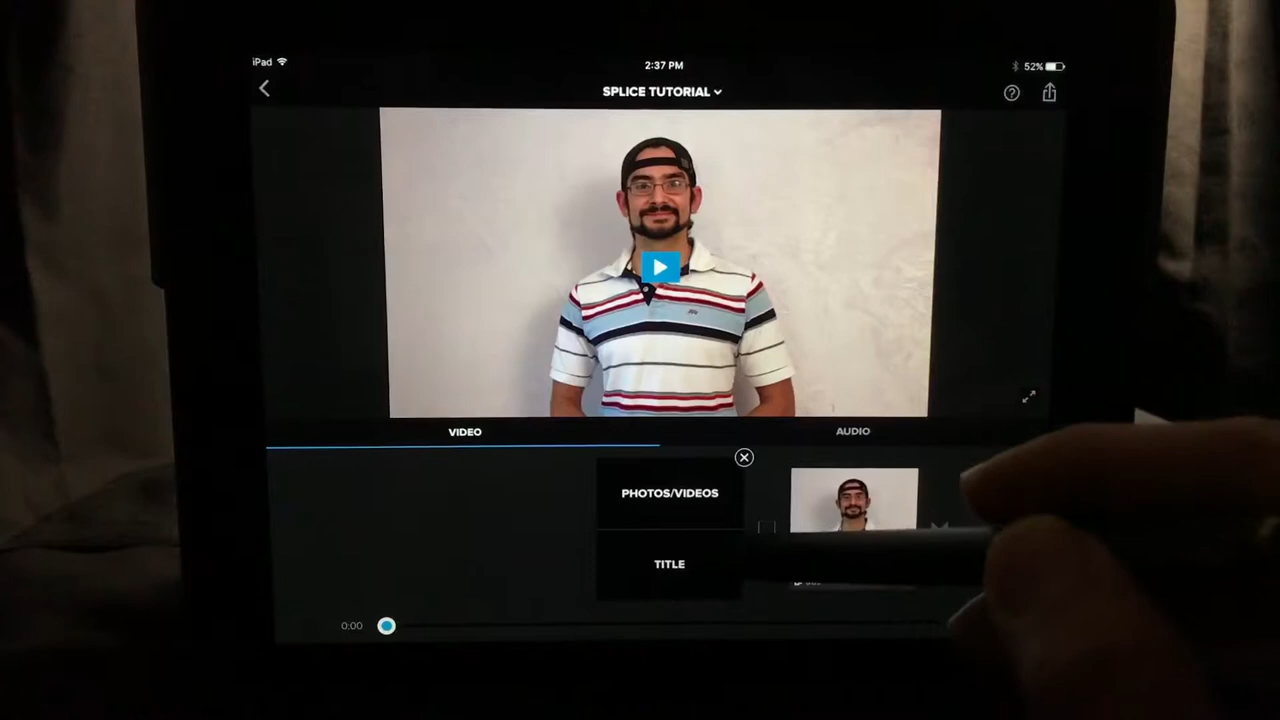 iPad
2:37 PM
52%
SPLICE TUTORIAL
VIDEO
AUDIO
PHOTOS/VIDEOS
TITLE
0:00